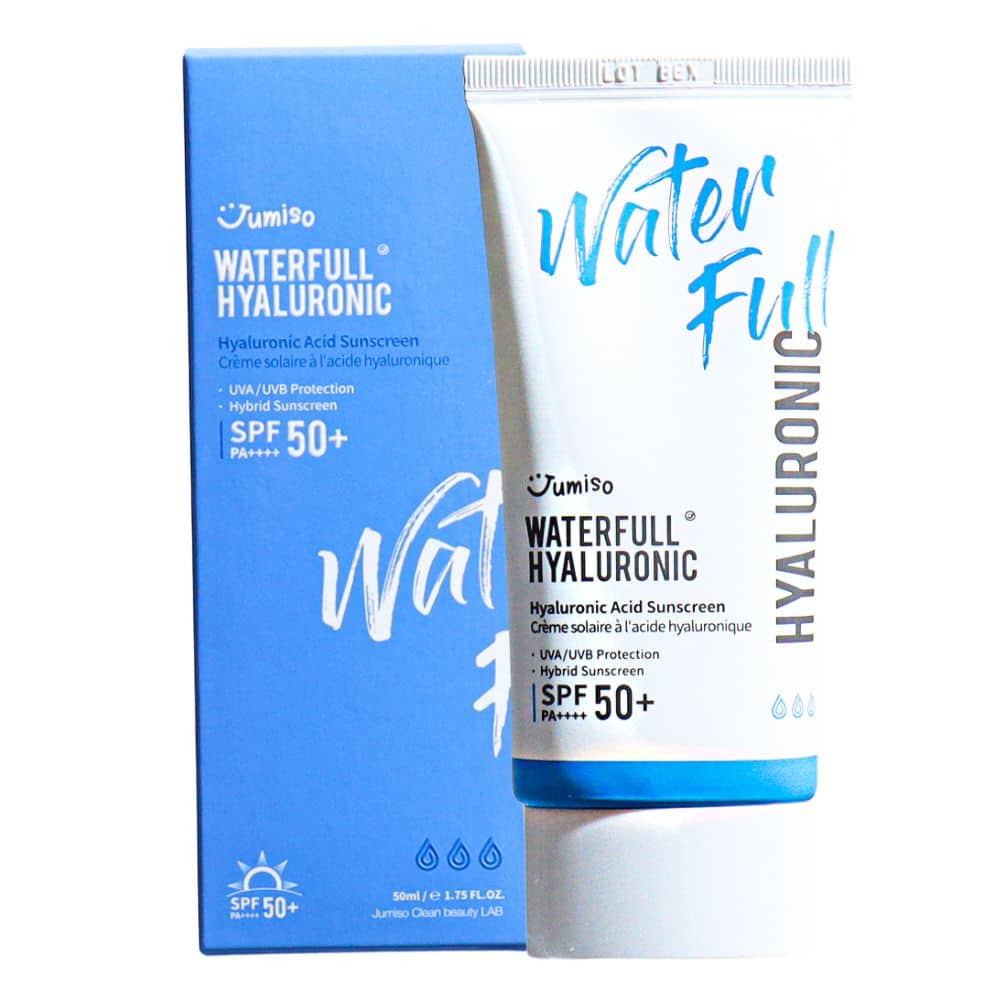 Jumiso
WATERFULL
HYALURONIC
Hyaluronic Acid Sunscreen
Crème solaire à l'acide hyaluronique
· UVA/UVB Protection
· Hybrid Sunscreen
SPF 50+
PA++++
Wat
F
SPF 50+
PA++++
50ml / ℮ 1.75 FL.OZ.
Jumiso Clean beauty LAB
Water
Full
HYALURONIC
Jumiso
WATERFULL
HYALURONIC
Hyaluronic Acid Sunscreen
Crème solaire à l'acide hyaluronique
· UVA/UVB Protection
· Hybrid Sunscreen
SPF 50+
PA++++